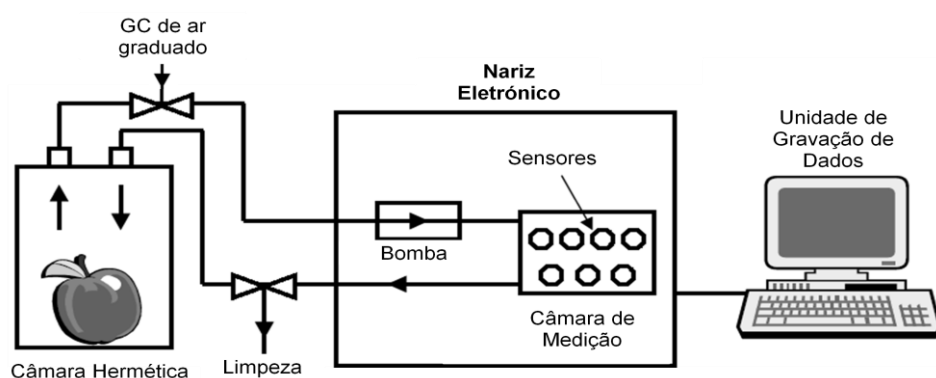 GC de ar
graduado
Nariz
Eletrónico
Unidade de
Gravação de
Dados
Sensores
Bomba
Câmara de
Medição
Limpeza
Câmara Hermética